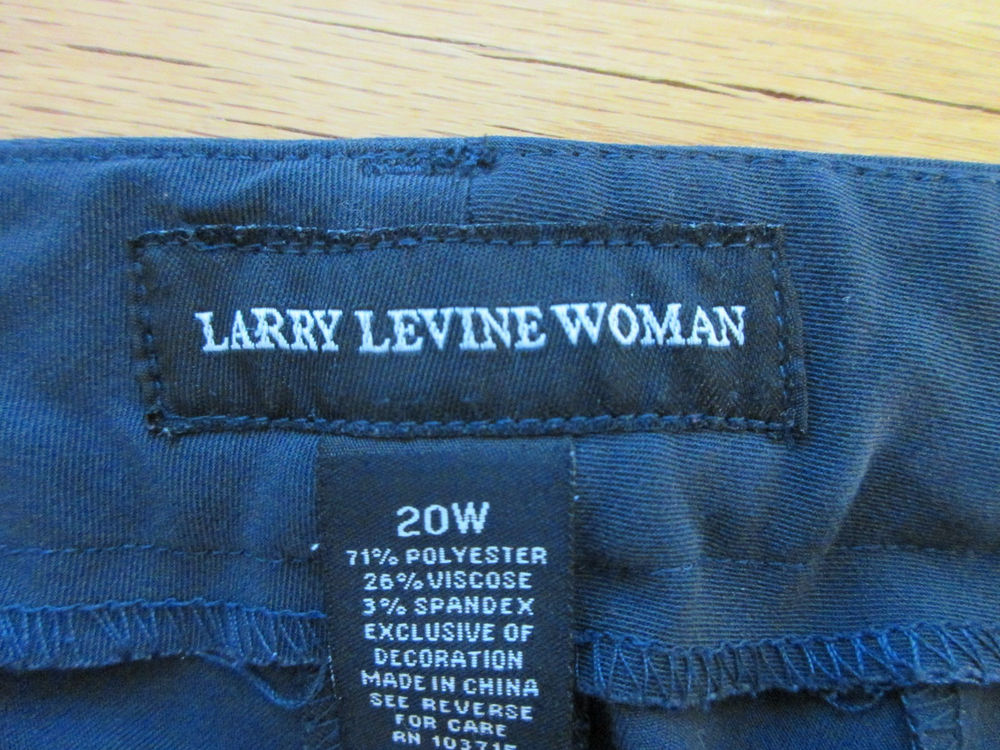 LARRY LEVINE WOMAN
20W
71% POLYESTER
26% VISCOSE
3% SPANDEX
EXCLUSIVE OF
DECORATION
MADE IN CHINA
SEE REVERSE
FOR CARE
RN 103715